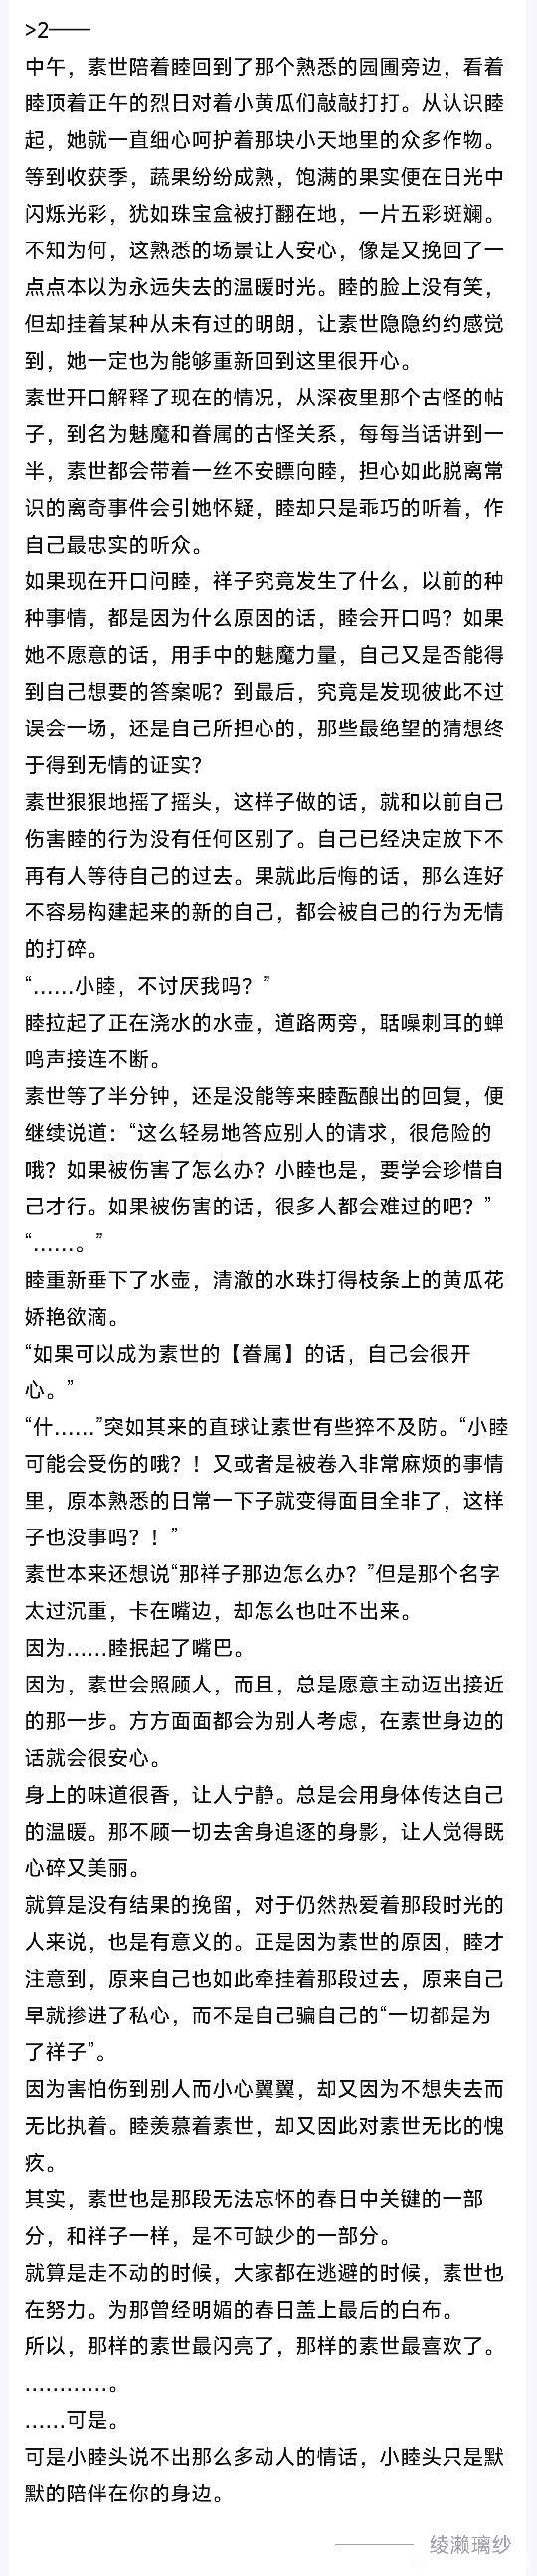 >2——
中午，素世陪着睦回到了那个熟悉的园圃旁边，看着
睦顶着正午的烈日对着小黄瓜们敲敲打打。从认识睦
起，她就一直细心呵护着那块小天地里的众多作物。
等到收获季，蔬果纷纷成熟，饱满的果实便在日光中
闪烁光彩，犹如珠宝盒被打翻在地，一片五彩斑斓。
不知为何，这熟悉的场景让人安心，像是又挽回了一
点点本以为永远失去的温暖时光。睦的脸上没有笑，
但却挂着某种从未有过的明朗，让素世隐隐约约感觉
到，她一定也为能够重新回到这里很开心。
素世开口解释了现在的情况，从深夜里那个古怪的帖
子，到名为魅魔和眷属的古怪关系，每每当话讲到一
半，素世都会带着一丝不安瞟向睦，担心如此脱离常
识的离奇事件会引她怀疑，睦却只是乖巧的听着，作
自己最忠实的听众。
如果现在开口问睦，祥子究竟发生了什么，以前的种
种事情，都是因为什么原因的话，睦会开口吗？如果
她不愿意的话，用手中的魅魔力量，自己又是否能得
到自己想要的答案呢？到最后，究竟是发现彼此不过
误会一场，还是自己所担心的，那些最绝望的猜想终
于得到无情的证实？
素世狠狠地摇了摇头，这样子做的话，就和以前自己
伤害睦的行为没有任何区别了。自己已经决定放下不
再有人等待自己的过去。果就此后悔的话，那么连好
不容易构建起来的新的自己，都会被自己的行为无情
的打碎。
“……小睦，不讨厌我吗？”
睦拉起了正在浇水的水壶，道路两旁，聒噪刺耳的蝉
鸣声接连不断。
素世等了半分钟，还是没能等来睦酝酿出的回复，便
继续说道：“这么轻易地答应别人的请求，很危险的
哦？如果被伤害了怎么办？小睦也是，要学会珍惜自
己才行。如果被伤害的话，很多人都会难过的吧？”
“……。”
睦重新垂下了水壶，清澈的水珠打得枝条上的黄瓜花
娇艳欲滴。
“如果可以成为素世的【眷属】的话，自己会很开
心。”
“什……”突如其来的直球让素世有些猝不及防。“小睦
可能会受伤的哦？！又或者是被卷入非常麻烦的事情
里，原本熟悉的日常一下子就变得面目全非了，这样
子也没事吗？！”
素世本来还想说“那祥子那边怎么办？”但是那个名字
太过沉重，卡在嘴边，却怎么也吐不出来。
因为……睦抿起了嘴巴。
因为，素世会照顾人，而且，总是愿意主动迈出接近
的那一步。方方面面都会为别人考虑，在素世身边的
话就会很安心。
身上的味道很香，让人宁静。总是会用身体传达自己
的温暖。那不顾一切去舍身追逐的身影，让人觉得既
心碎又美丽。
就算是没有结果的挽留，对于仍然热爱着那段时光的
人来说，也是有意义的。正是因为素世的原因，睦才
注意到，原来自己也如此牵挂着那段过去，原来自己
早就掺进了私心，而不是自己骗自己的“一切都是为
了祥子”。
因为害怕伤到别人而小心翼翼，却又因为不想失去而
无比执着。睦羡慕着素世，却又因此对素世无比的愧
疚。
其实，素世也是那段无法忘怀的春日中关键的一部
分，和祥子一样，是不可缺少的一部分。
就算是走不动的时候，大家都在逃避的时候，素世也
在努力。为那曾经明媚的春日盖上最后的白布。
所以，那样的素世最闪亮了，那样的素世最喜欢了。
…………。
……可是。
可是小睦头说不出那么多动人的情话，小睦头只是默
默的陪伴在你的身边。
——— 绫濑璃纱